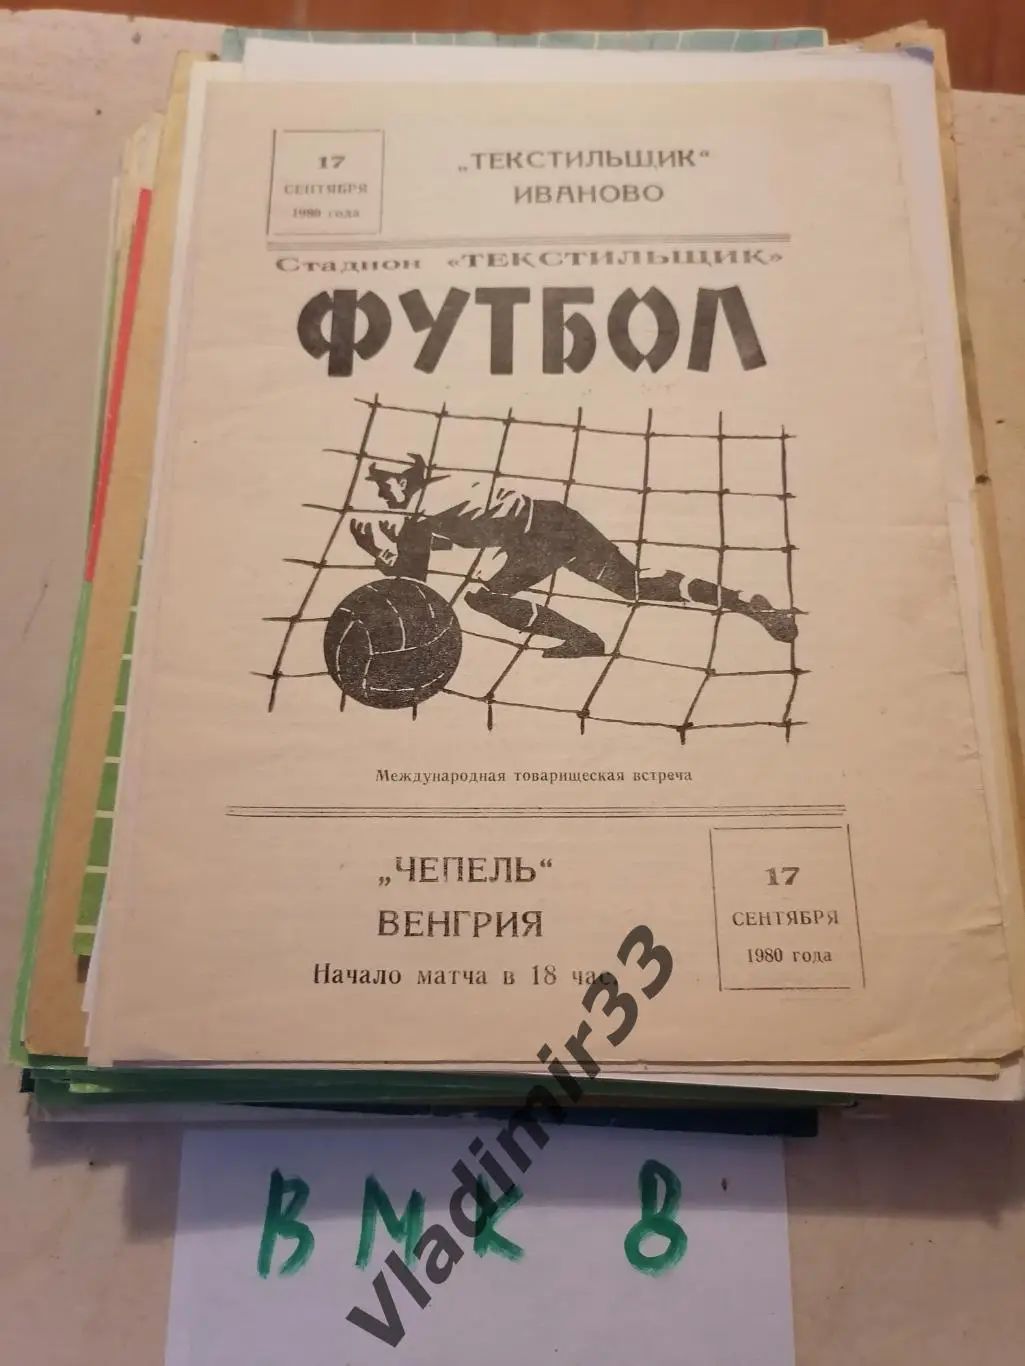 17
СЕНТЯБРЯ
1980 года
„ТЕКСТИЛЬЩИК“
ИВАНОВО
Стадион «ТЕКСТИЛЬЩИК»
ФУТБОЛ
Международная товарищеская встреча
„ЧЕПЕЛЬ“
ВЕНГРИЯ
Начало матча в 18 час.
17
СЕНТЯБРЯ
1980 года
vladimir33
ВМК 8